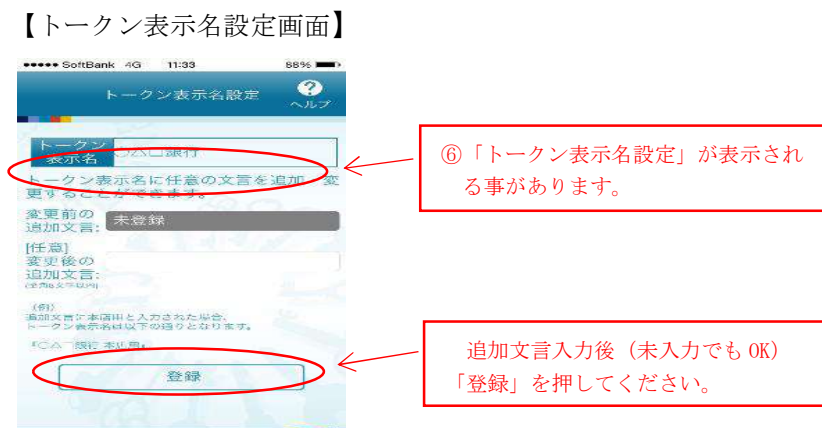 【トークン表示名設定画面】
●●●●● SoftBank 4G 11:33 88%
トークン表示名設定
?
ヘルプ
トークン
表示名
銀行
トークン表示名に任意の文言を追加、変
更することができます。
変更前の
追加文言:
未登録
[任意]
変更後の
追加文言:
(全角6文字以内)
(例)
追加文言に本店用と入力された場合、
トークン表示名は以下の通りとなります。
『○△□銀行 本店用』
登録
⑥「トークン表示名設定」が表示され
る事があります。
追加文言入力後（未入力でも OK）
「登録」を押してください。